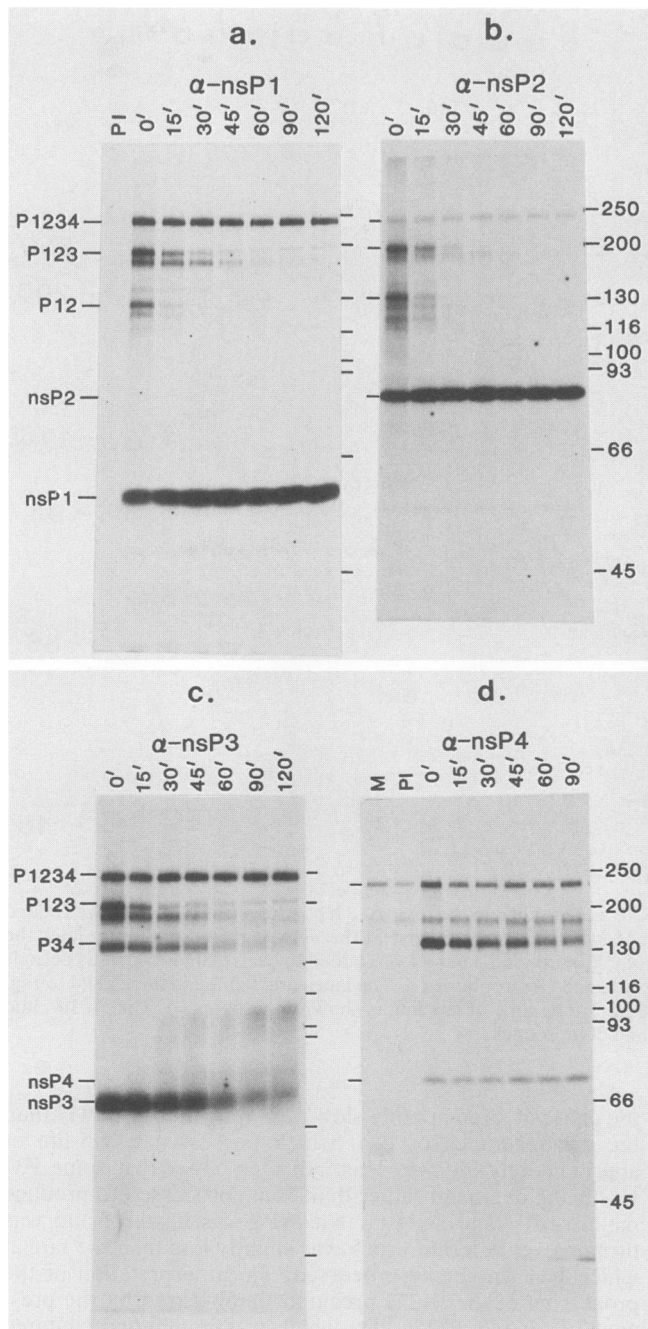 a.
α-nsP1
PI 0′ 15′ 30′ 45′ 60′ 90′ 120′
P1234
P123
P12
nsP2
nsP1
b.
α-nsP2
0′ 15′ 30′ 45′ 60′ 90′ 120′
250
200
130
116
100
93
66
45
c.
α-nsP3
0′ 15′ 30′ 45′ 60′ 90′ 120′
P1234
P123
P34
nsP4
nsP3
d.
α-nsP4
M PI 0′ 15′ 30′ 45′ 60′ 90′
250
200
130
116
100
93
66
45